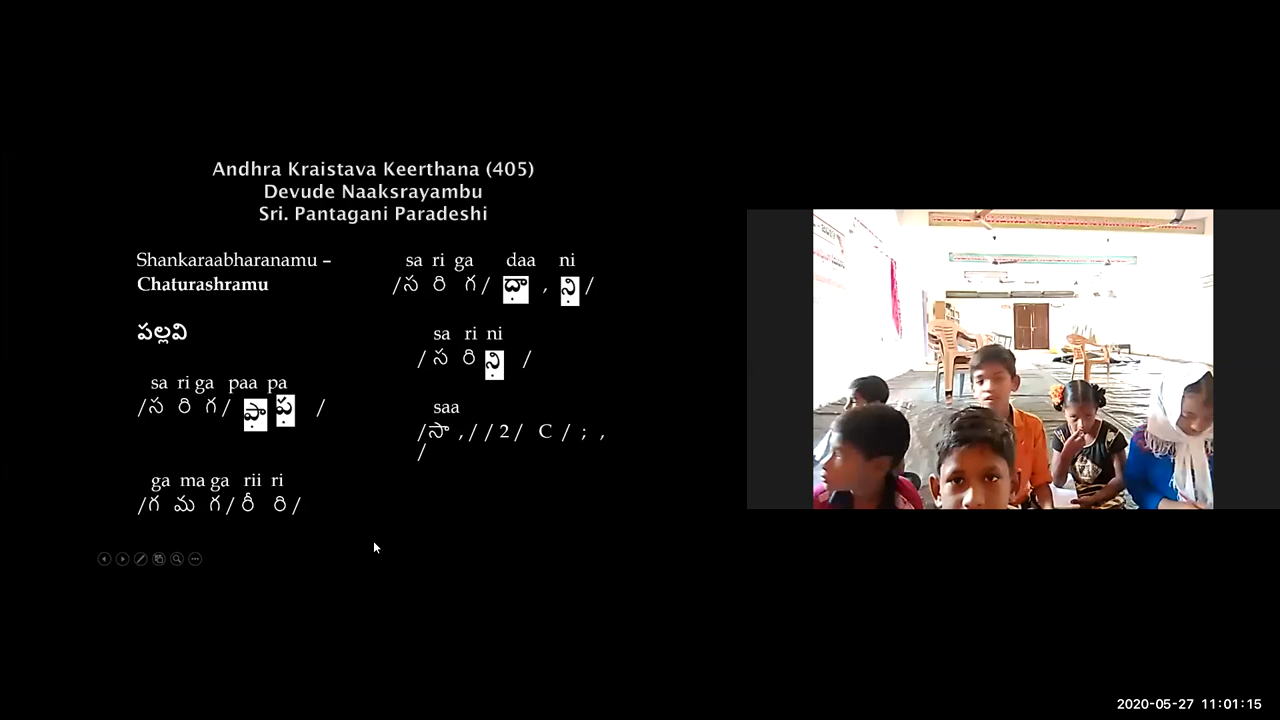 Andhra Kraistava Keerthana (405)
Devude Naaksrayambu
Sri. Pantagani Paradeshi
Shankaraabharanamu –
Chaturashramu
పల్లవి
sa ri ga paa pa
/స రి గ/ పా ప /
ga ma ga rii ri
/గ మ గ/ రీ రి/
sa ri ga daa ni
/స రి గ/ దా , ని /
sa ri ni
/ స రి ని /
saa
/సా ,//2/ C / ; ,
/
2020-05-27 11:01:15